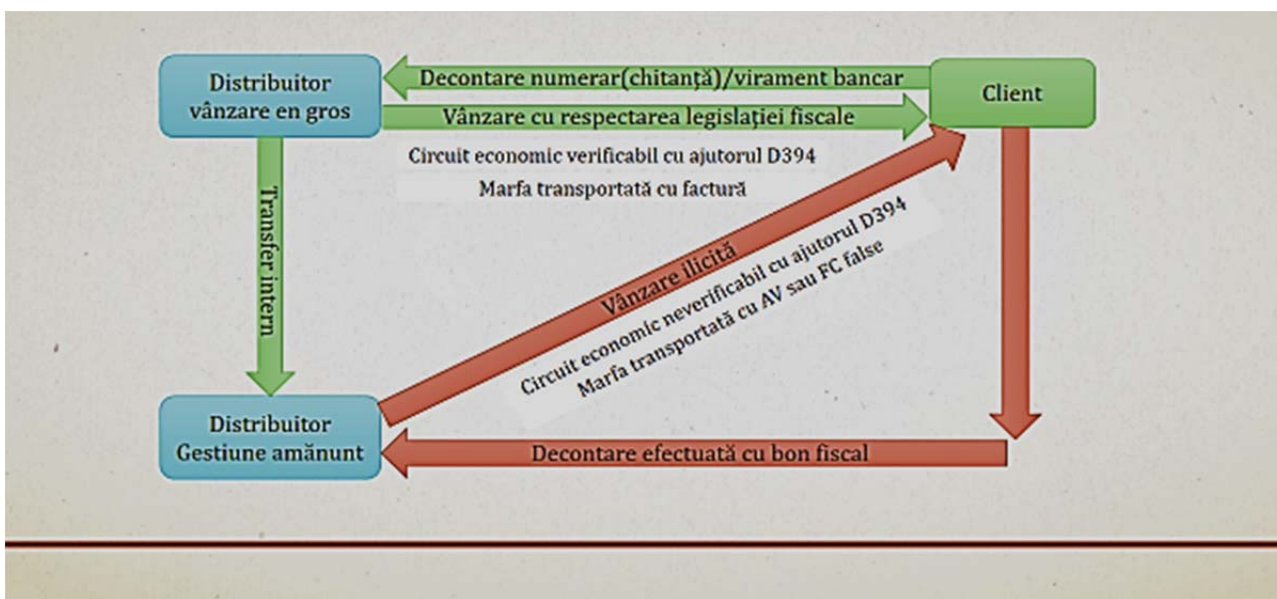 Distribuitor
vânzare en gros
Decontare numerar(chitanță)/virament bancar
Client
Vânzare cu respectarea legislației fiscale
Circuit economic verificabil cu ajutorul D394
Marfa transportată cu factură
Transfer intern
Vânzare ilicită
Circuit economic neverificabil cu ajutorul D394
Marfa transportată cu AV sau FC false
Distribuitor
Gestiune amănunt
Decontare efectuată cu bon fiscal